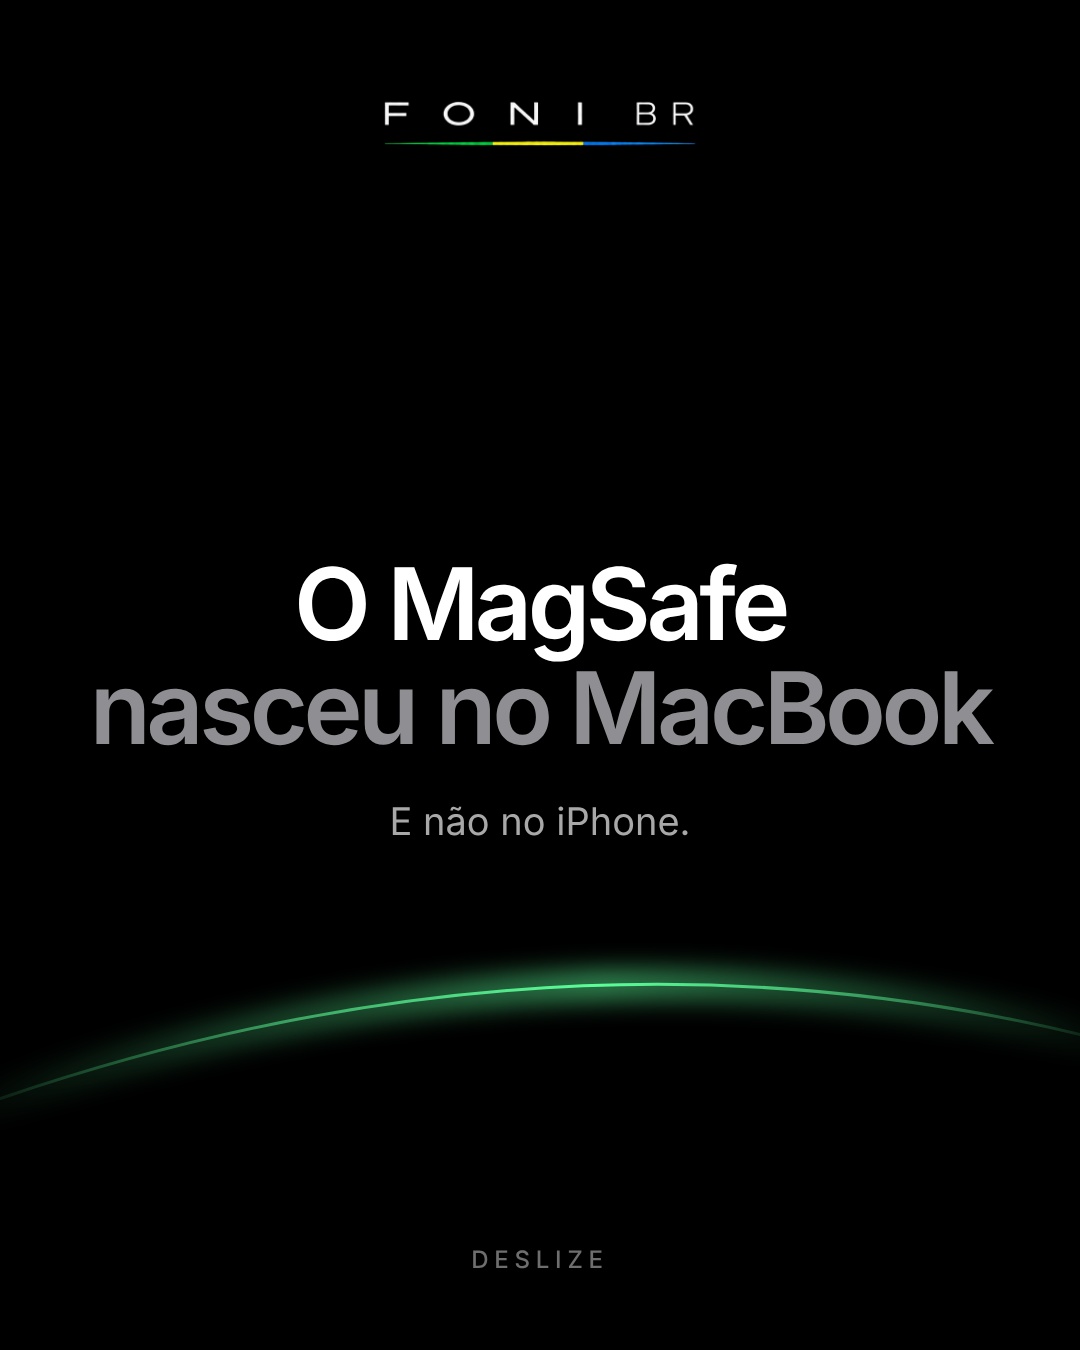 FONI BR
O MagSafe
nasceu no MacBook
E não no iPhone.
DESLIZE